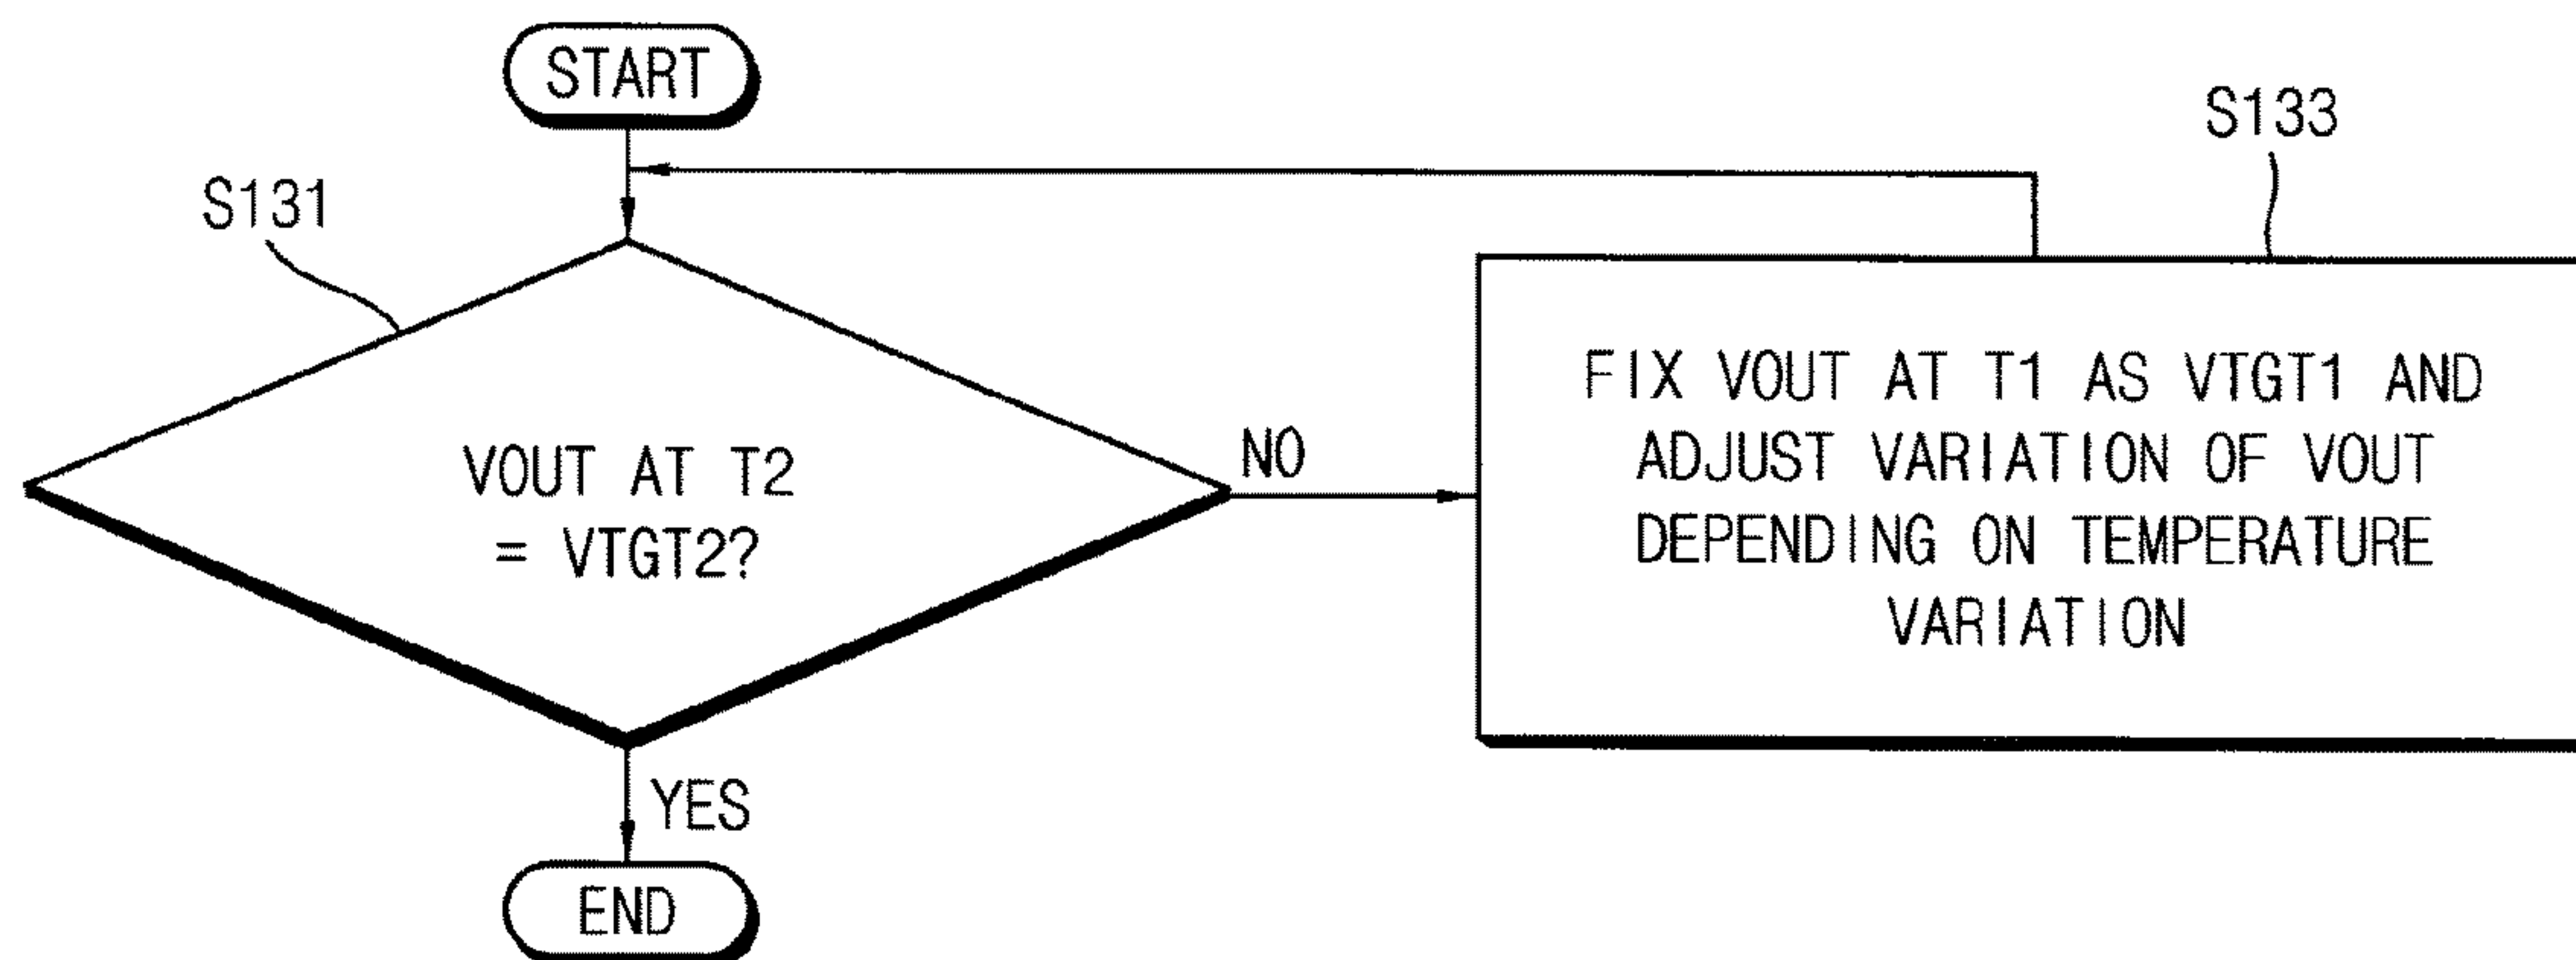 START
S133
S131
VOUT AT T2
= VTGT2?
NO
FIX VOUT AT T1 AS VTGT1 AND
ADJUST VARIATION OF VOUT
DEPENDING ON TEMPERATURE
VARIATION
YES
END